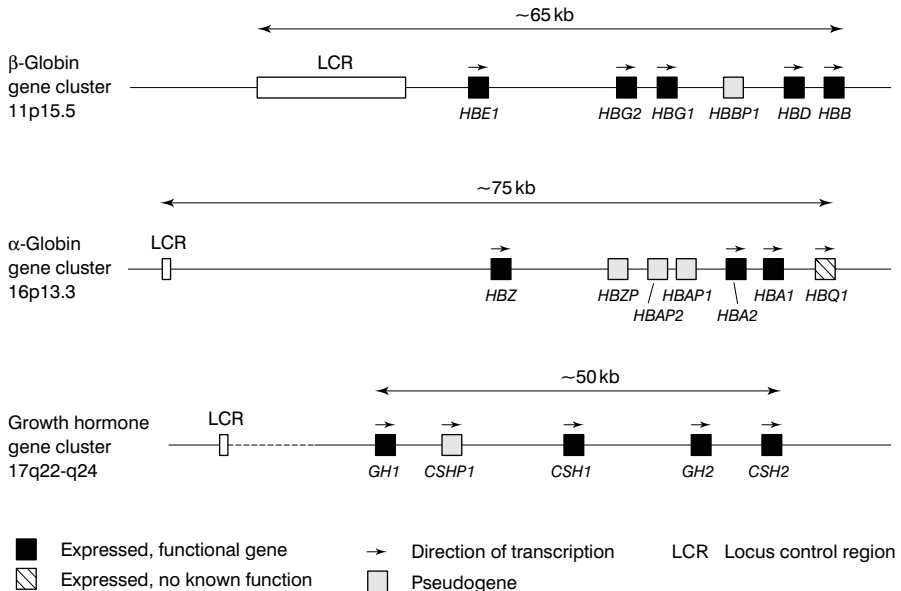 ~65 kb
β-Globin
gene cluster
11p15.5
LCR
HBE1
HBG2
HBG1
HBBP1
HBD
HBB
~75 kb
α-Globin
gene cluster
16p13.3
LCR
HBZ
HBZP
HBAP2
HBAP1
HBA2
HBA1
HBQ1
~50 kb
Growth hormone
gene cluster
17q22-q24
LCR
GH1
CSHP1
CSH1
GH2
CSH2
Expressed, functional gene
Direction of transcription
LCR Locus control region
Expressed, no known function
Pseudogene